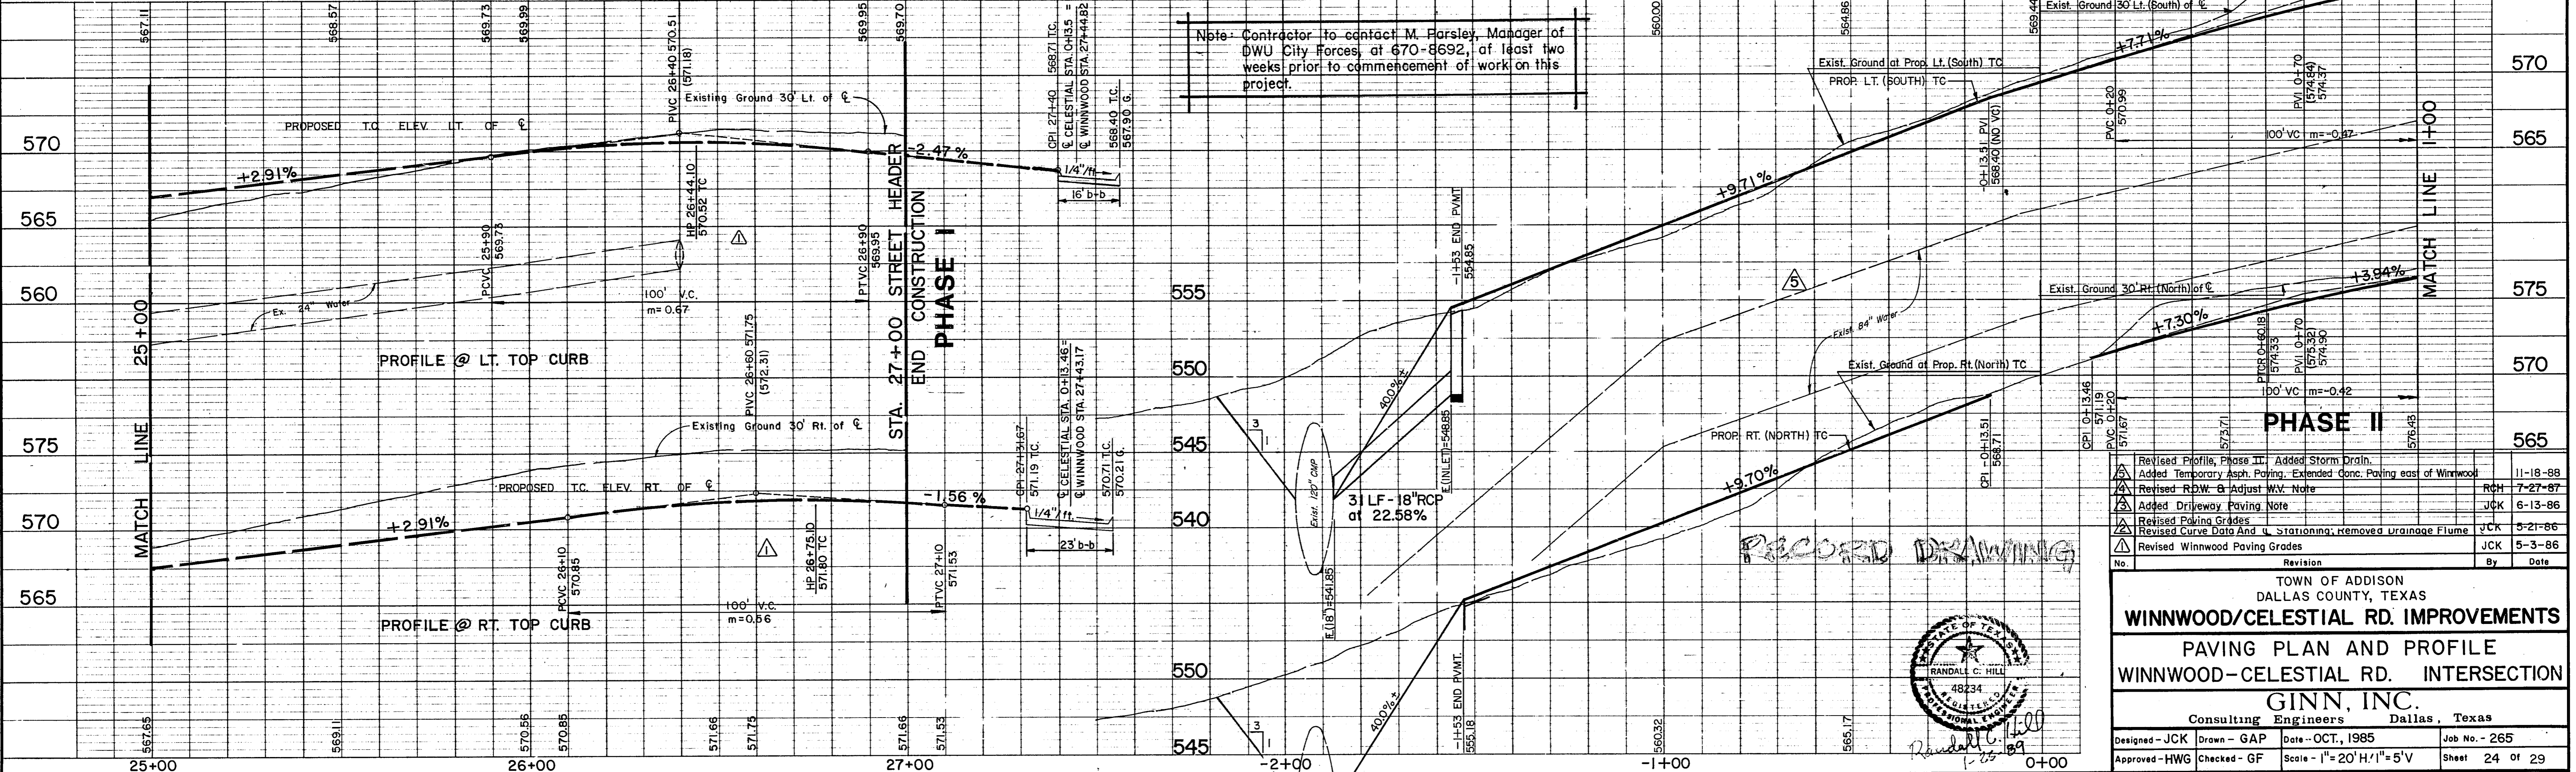 567.11
568.57
569.73
569.99
PIVC 26+40 570.51
(571.18)
569.95
569.70
CPI 27+40 568.71 T.C.
℄ CELESTIAL STA. 0+13.5 =
℄ WINNWOOD STA. 27+44.82
568.40 T.C.
567.90 G.
Existing Ground 30' Lt. of ℄
PROPOSED T.C. ELEV. LT. OF ℄
570
565
560
+2.91%
-2.47%
1/4"/ft.
16' b-b
HP 26+44.10
570.52 TC
PCVC 25+90
569.73
PTVC 26+90
569.95
100' V.C.
m=0.67
Ex. 24" Water
1
MATCH LINE 25+00
PROFILE @ LT. TOP CURB
STA. 27+00 STREET HEADER
END CONSTRUCTION
PHASE I
PIVC 26+60 571.75
(572.31)
Existing Ground 30' Rt. of ℄
CPI 27+31.67
571.19 T.C.
℄ CELESTIAL STA. 0+13.46=
℄ WINNWOOD STA. 27+43.17
570.71 T.C.
570.21 G.
575
570
565
PROPOSED T.C. ELEV. RT. OF ℄
+2.91%
-1.56%
1/4"/ft.
23' b-b
PCVC 26+10
570.85
1
HP 26+75.10
571.80 TC
PTVC 27+10
571.53
100' V.C.
m=0.56
PROFILE @ RT. TOP CURB
567.65
569.11
570.56
570.85
571.66
571.75
571.66
571.53
25+00
26+00
27+00
Note: Contractor to contact M. Parsley, Manager of
DWU City Forces, at 670-8692, at least two
weeks prior to commencement of work on this
project.
560.00
564.86
569.44
Exist. Ground 30' Lt. (South) of ℄
+7.71%
Exist. Ground at Prop. Lt. (South) TC
PROP. LT. (SOUTH) TC
-0+13.51 PVI
568.40 (NO VC)
PVC 0+20
570.99
PVI 0+70
(574.84)
574.37
100' VC m=-0.47
570
565
MATCH LINE 1+00
+9.71%
-1+53 END PVMT
554.85
5
Exist. 84" Water
555
550
545
540
3
1
40.0%±
Exist. 120" CMP
℄(INLET)=548.85
31 LF-18"RCP
at 22.58%
℄(18")=541.85
Exist. Ground 30' Rt. (North) of ℄
+3.94%
+7.30%
575
570
565
PTCR 0+60.18
574.33
PVI 0+70
(575.32)
574.90
100' VC m=-0.42
CPI 0+13.46
571.19
PVC 0+20
571.67
573.71
576.43
PHASE II
Exist. Ground at Prop. Rt. (North) TC
PROP. RT. (NORTH) TC
CPI -0+13.51
568.71
+9.70%
RECORD DRAWING
550
545
3
1
40.0%±
-1+53 END PVMT.
555.18
560.32
565.17
-2+00
-1+00
0+00
STATE OF TEXAS
RANDALL C. HILL
48234
REGISTERED
PROFESSIONAL ENGINEER
Randall C. Hill
1-25-89
5 Revised Profile, Phase II. Added Storm Drain.
Added Temporary Asph. Paving. Extended Conc. Paving east of Winnwood 11-18-88
4 Revised R.O.W. & Adjust W.V. Note RCH 7-27-87
3 Added Driveway Paving Note JCK 6-13-86
2 Revised Paving Grades
Revised Curve Data And ℄ Stationing; Removed Drainage Flume JCK 5-21-86
1 Revised Winnwood Paving Grades JCK 5-3-86
No. Revision By Date
TOWN OF ADDISON
DALLAS COUNTY, TEXAS
WINNWOOD/CELESTIAL RD. IMPROVEMENTS
PAVING PLAN AND PROFILE
WINNWOOD-CELESTIAL RD. INTERSECTION
GINN, INC.
Consulting Engineers Dallas, Texas
Designed - JCK Drawn - GAP Date - OCT., 1985 Job No. - 265
Approved - HWG Checked - GF Scale - 1"=20' H. 1"=5' V Sheet 24 Of 29